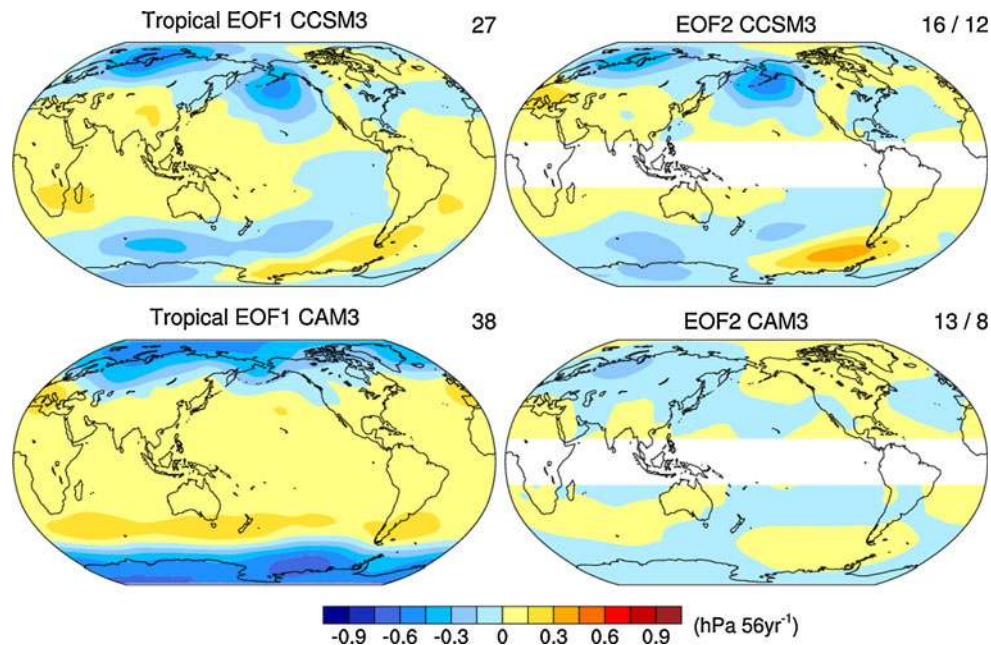 Tropical EOF1 CCSM3 27
EOF2 CCSM3 16 / 12
Tropical EOF1 CAM3 38
EOF2 CAM3 13 / 8
-0.9 -0.6 -0.3 0 0.3 0.6 0.9 (hPa 56yr⁻¹)